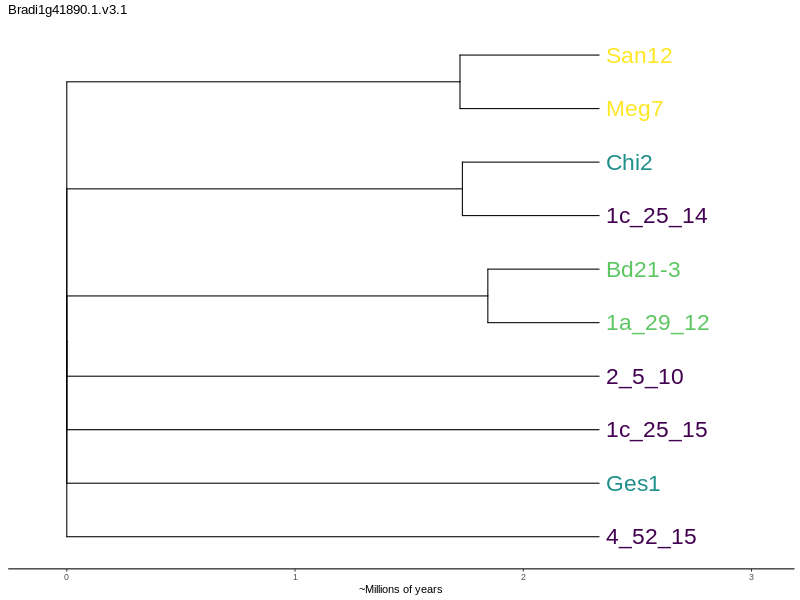 Bradi1g41890.1.v3.1
San12
Meg7
Chi2
1c_25_14
Bd21-3
1a_29_12
2_5_10
1c_25_15
Ges1
4_52_15
0 1 2 3
~Millions of years